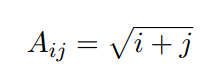 $A_{ij} = \sqrt{i + j}$